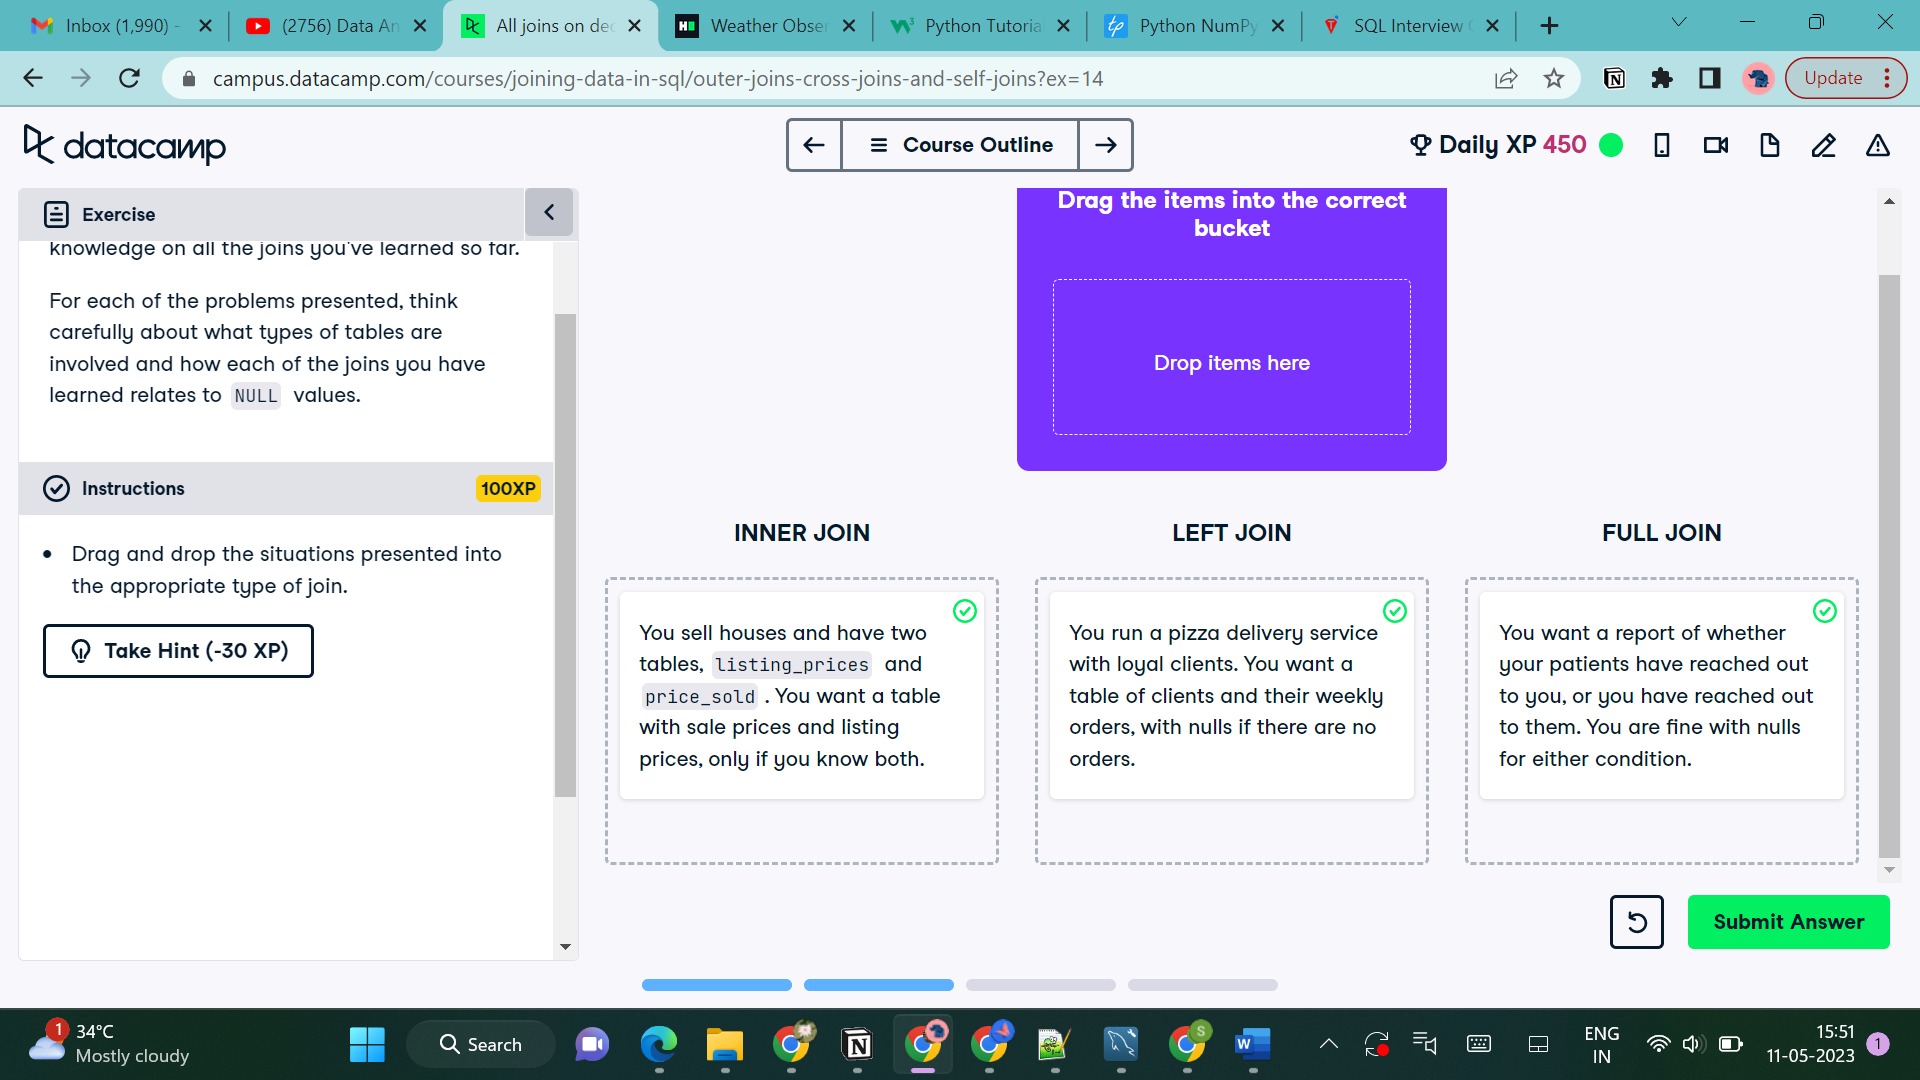 Inbox (1,990) -
(2756) Data An
All joins on dec
Weather Obser
Python Tutoria
Python NumPy
SQL Interview
campus.datacamp.com/courses/joining-data-in-sql/outer-joins-cross-joins-and-self-joins?ex=14
Update
datacamp
Course Outline
Daily XP 450
Exercise
knowledge on all the joins you've learned so far.
For each of the problems presented, think
carefully about what types of tables are
involved and how each of the joins you have
learned relates to NULL values.
Instructions
100XP
Drag and drop the situations presented into
the appropriate type of join.
Take Hint (-30 XP)
Drag the items into the correct
bucket
Drop items here
INNER JOIN
You sell houses and have two
tables, listing_prices and
price_sold . You want a table
with sale prices and listing
prices, only if you know both.
LEFT JOIN
You run a pizza delivery service
with loyal clients. You want a
table of clients and their weekly
orders, with nulls if there are no
orders.
FULL JOIN
You want a report of whether
your patients have reached out
to you, or you have reached out
to them. You are fine with nulls
for either condition.
Submit Answer
1
34°C
Mostly cloudy
Search
S
ENG
IN
15:51
11-05-2023
1